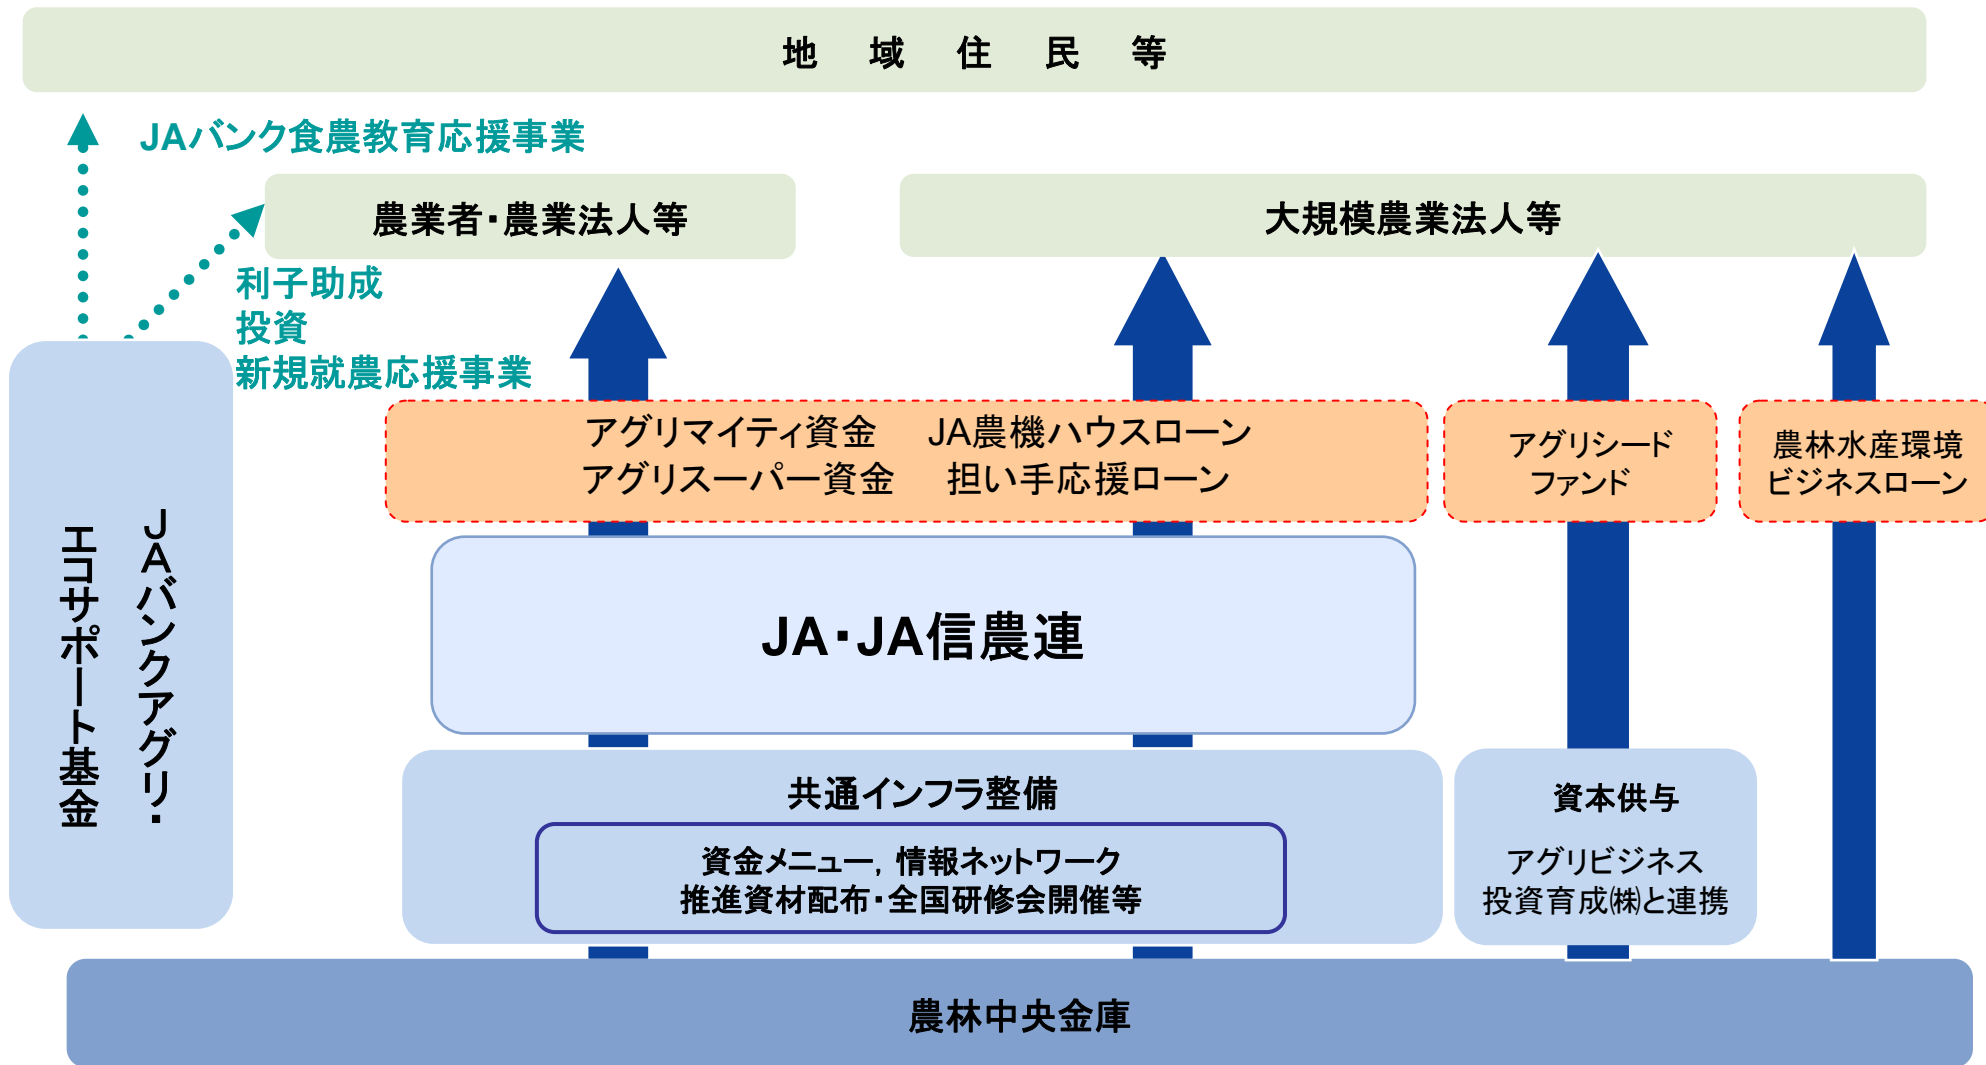 地域住民等
JAバンク食農教育応援事業
農業者・農業法人等
大規模農業法人等
利子助成
投資
新規就農応援事業
アグリマイティ資金 JA農機ハウスローン
アグリスーパー資金 担い手応援ローン
アグリシード
ファンド
農林水産環境
ビジネスローン
JAバンクアグリ・
エコサポート基金
JA・JA信農連
共通インフラ整備
資金メニュー，情報ネットワーク
推進資材配布・全国研修会開催等
資本供与
アグリビジネス
投資育成㈱と連携
農林中央金庫